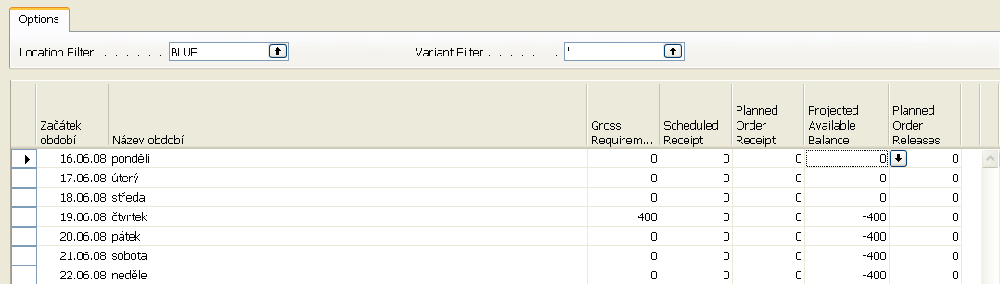 Options
Location Filter . . . . . . BLUE Variant Filter . . . . . . . ''
Začátek období Název období Gross Requirem... Scheduled Receipt Planned Order Receipt Projected Available Balance Planned Order Releases
16.06.08 pondělí 0 0 0 0 0
17.06.08 úterý 0 0 0 0 0
18.06.08 středa 0 0 0 0 0
19.06.08 čtvrtek 400 0 0 -400 0
20.06.08 pátek 0 0 0 -400 0
21.06.08 sobota 0 0 0 -400 0
22.06.08 neděle 0 0 0 -400 0